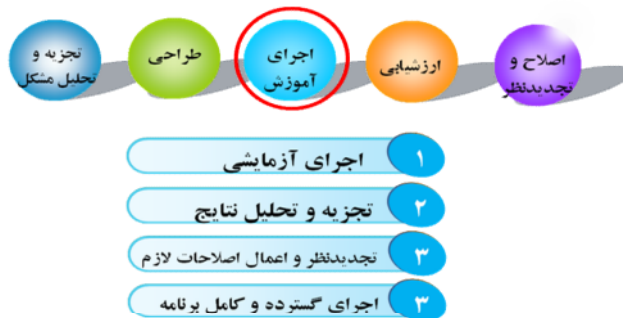 تجزیه و
تحلیل مشکل
طراحی
اجرای
آموزش
ارزشیابی
اصلاح و
تجدیدنظر
۱ اجرای آزمایشی
۲ تجزیه و تحلیل نتایج
۳ تجدیدنظر و اعمال اصلاحات لازم
۳ اجرای گسترده و کامل برنامه